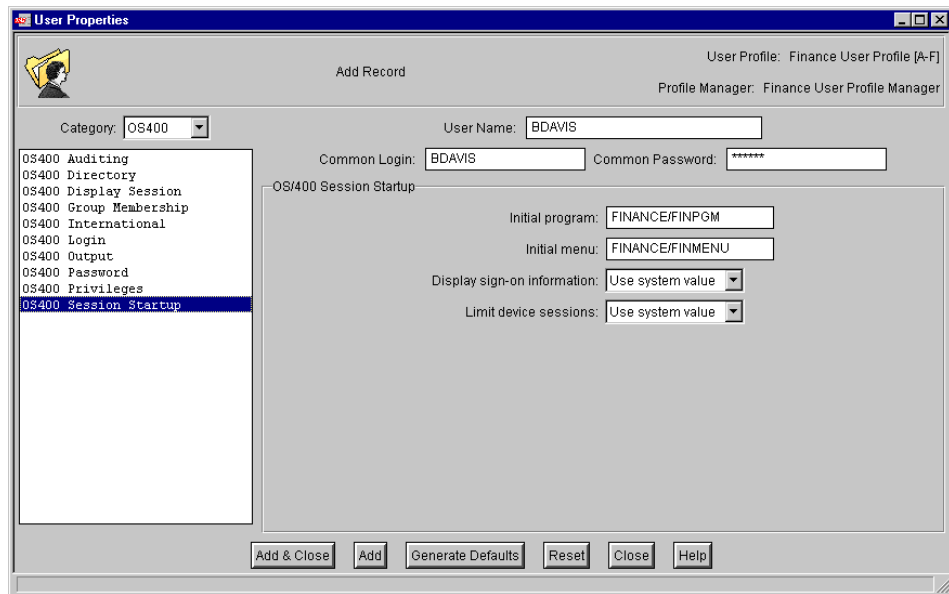 User Properties
Add Record
User Profile: Finance User Profile [A-F]
Profile Manager: Finance User Profile Manager
Category: OS400
User Name: BDAVIS
Common Login: BDAVIS
Common Password: ******
OS400 Auditing
OS400 Directory
OS400 Display Session
OS400 Group Membership
OS400 International
OS400 Login
OS400 Output
OS400 Password
OS400 Privileges
OS400 Session Startup
OS/400 Session Startup
Initial program: FINANCE/FINPGM
Initial menu: FINANCE/FINMENU
Display sign-on information: Use system value
Limit device sessions: Use system value
Add & Close
Add
Generate Defaults
Reset
Close
Help